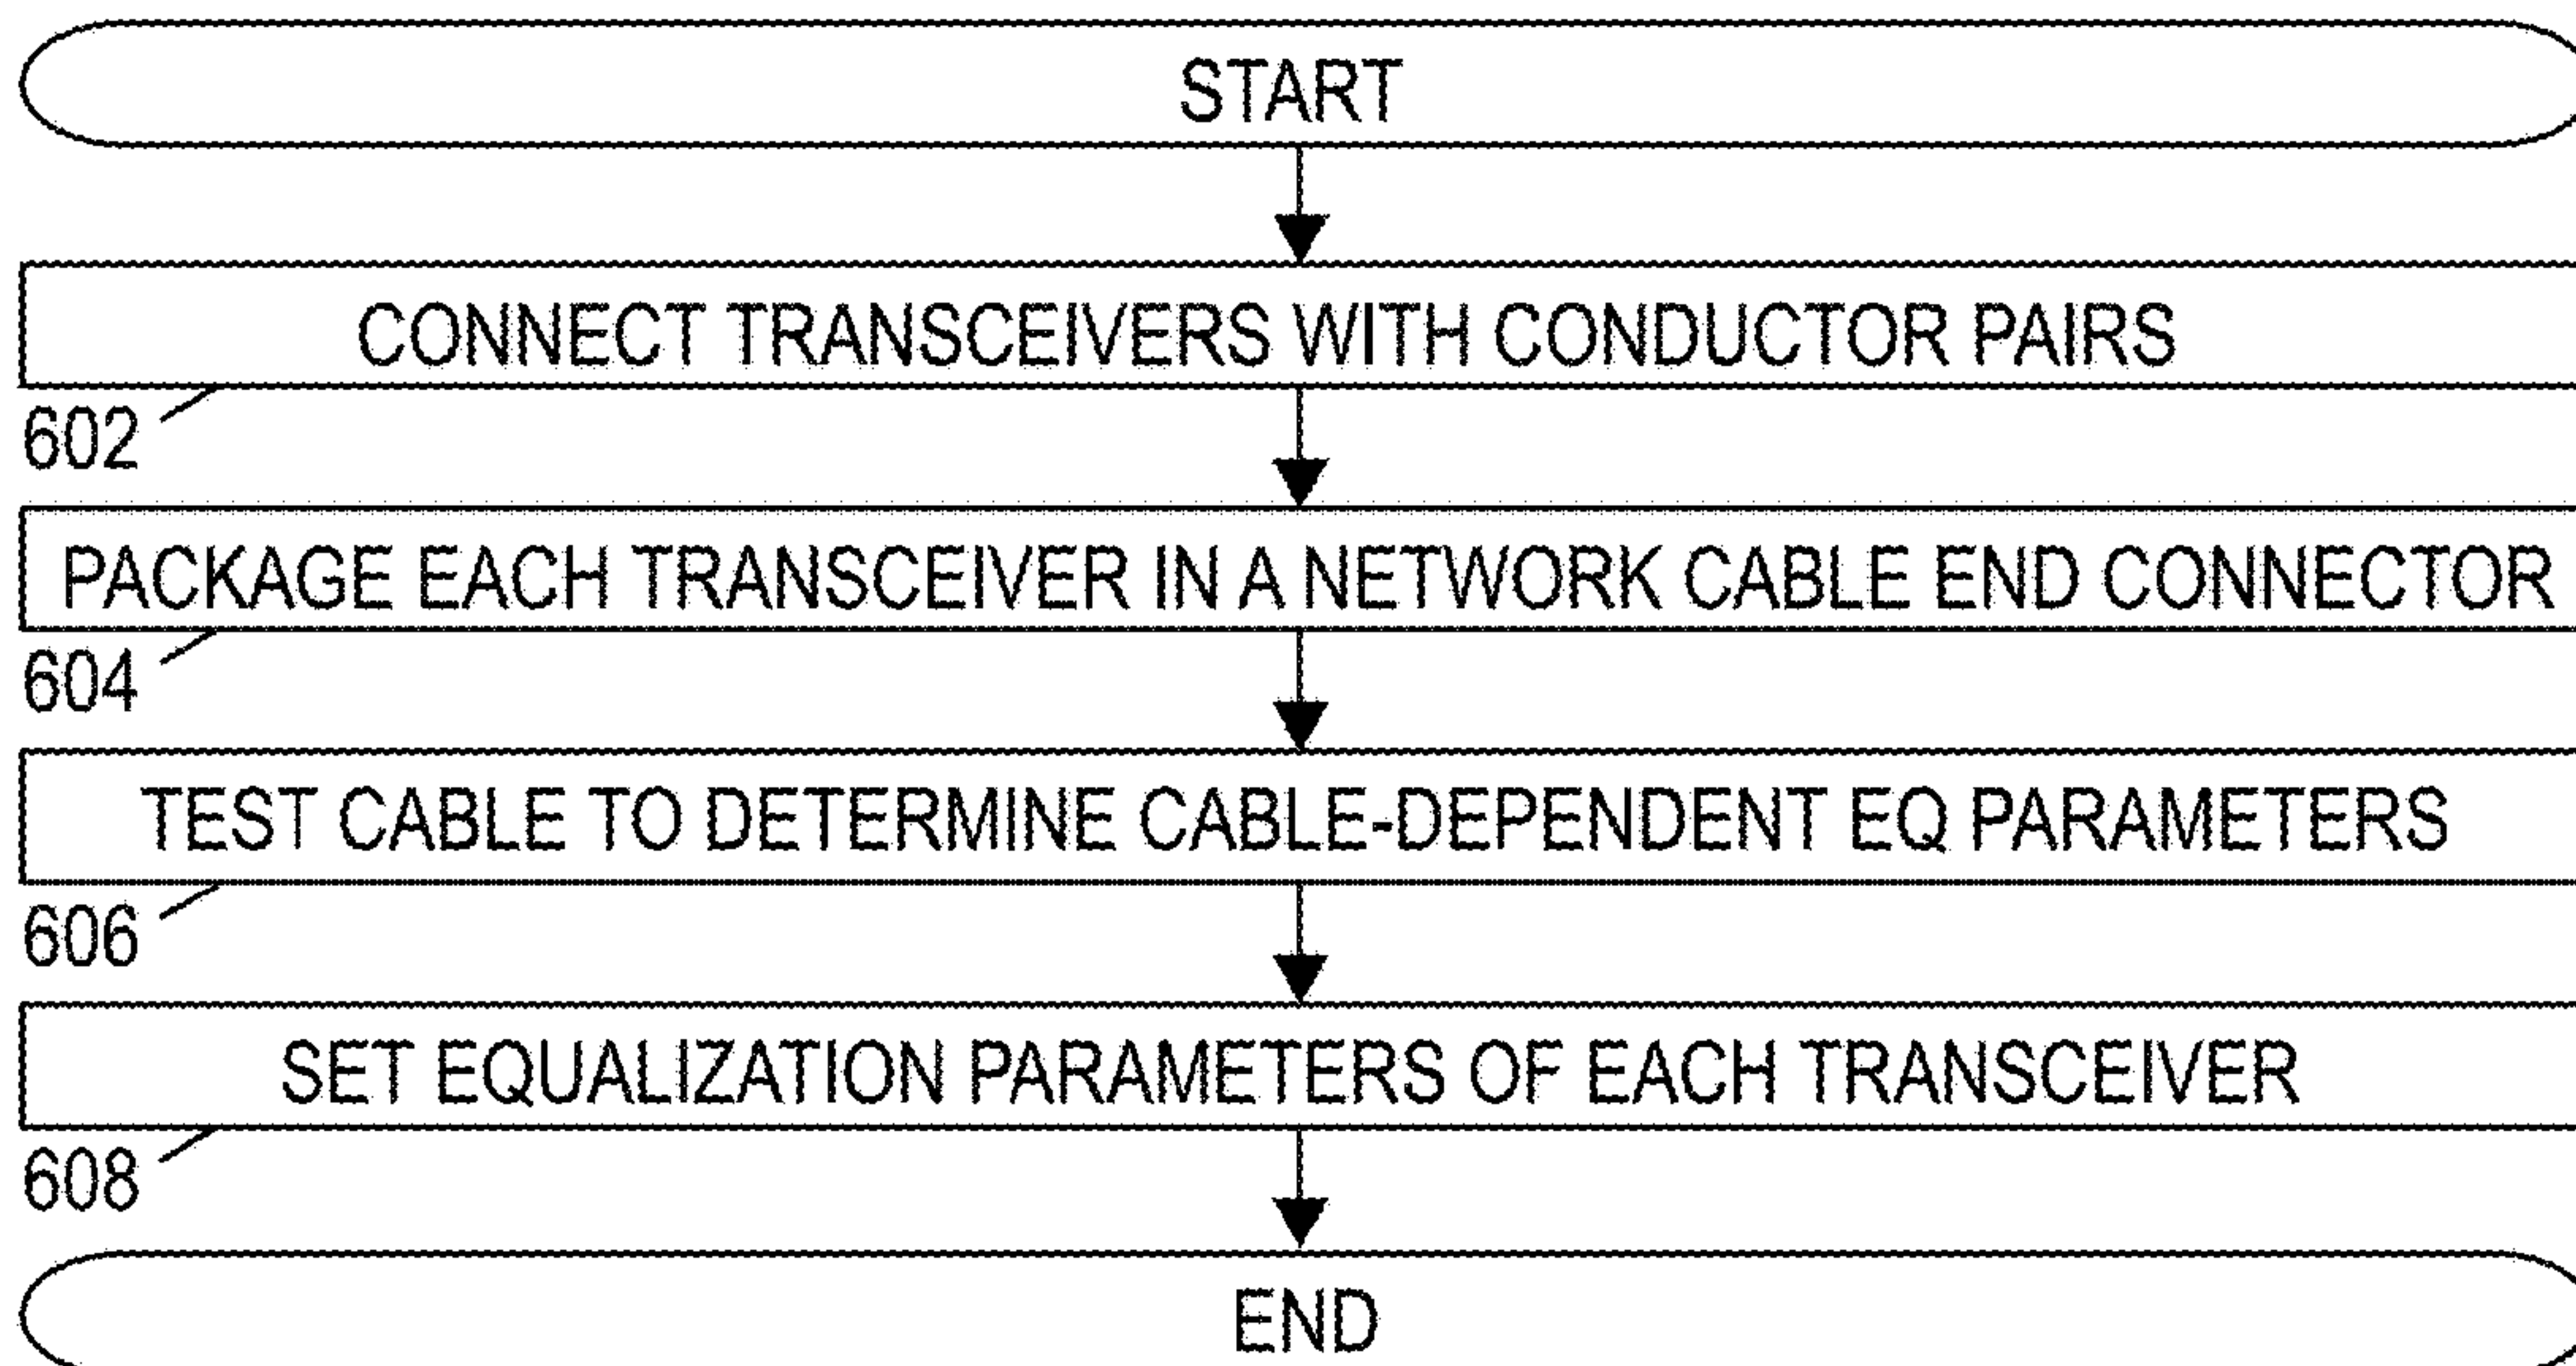 START
CONNECT TRANSCEIVERS WITH CONDUCTOR PAIRS
602
PACKAGE EACH TRANSCEIVER IN A NETWORK CABLE END CONNECTOR
604
TEST CABLE TO DETERMINE CABLE-DEPENDENT EQ PARAMETERS
606
SET EQUALIZATION PARAMETERS OF EACH TRANSCEIVER
608
END